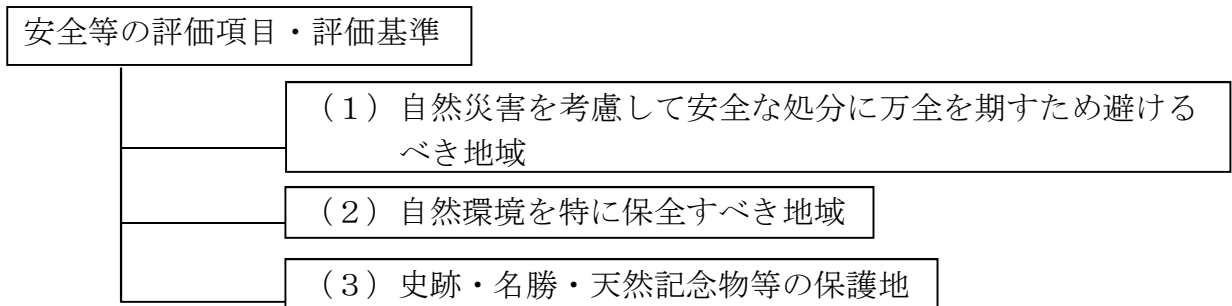 安全等の評価項目・評価基準
（１）自然災害を考慮して安全な処分に万全を期すため避ける
べき地域
（２）自然環境を特に保全すべき地域
（３）史跡・名勝・天然記念物等の保護地